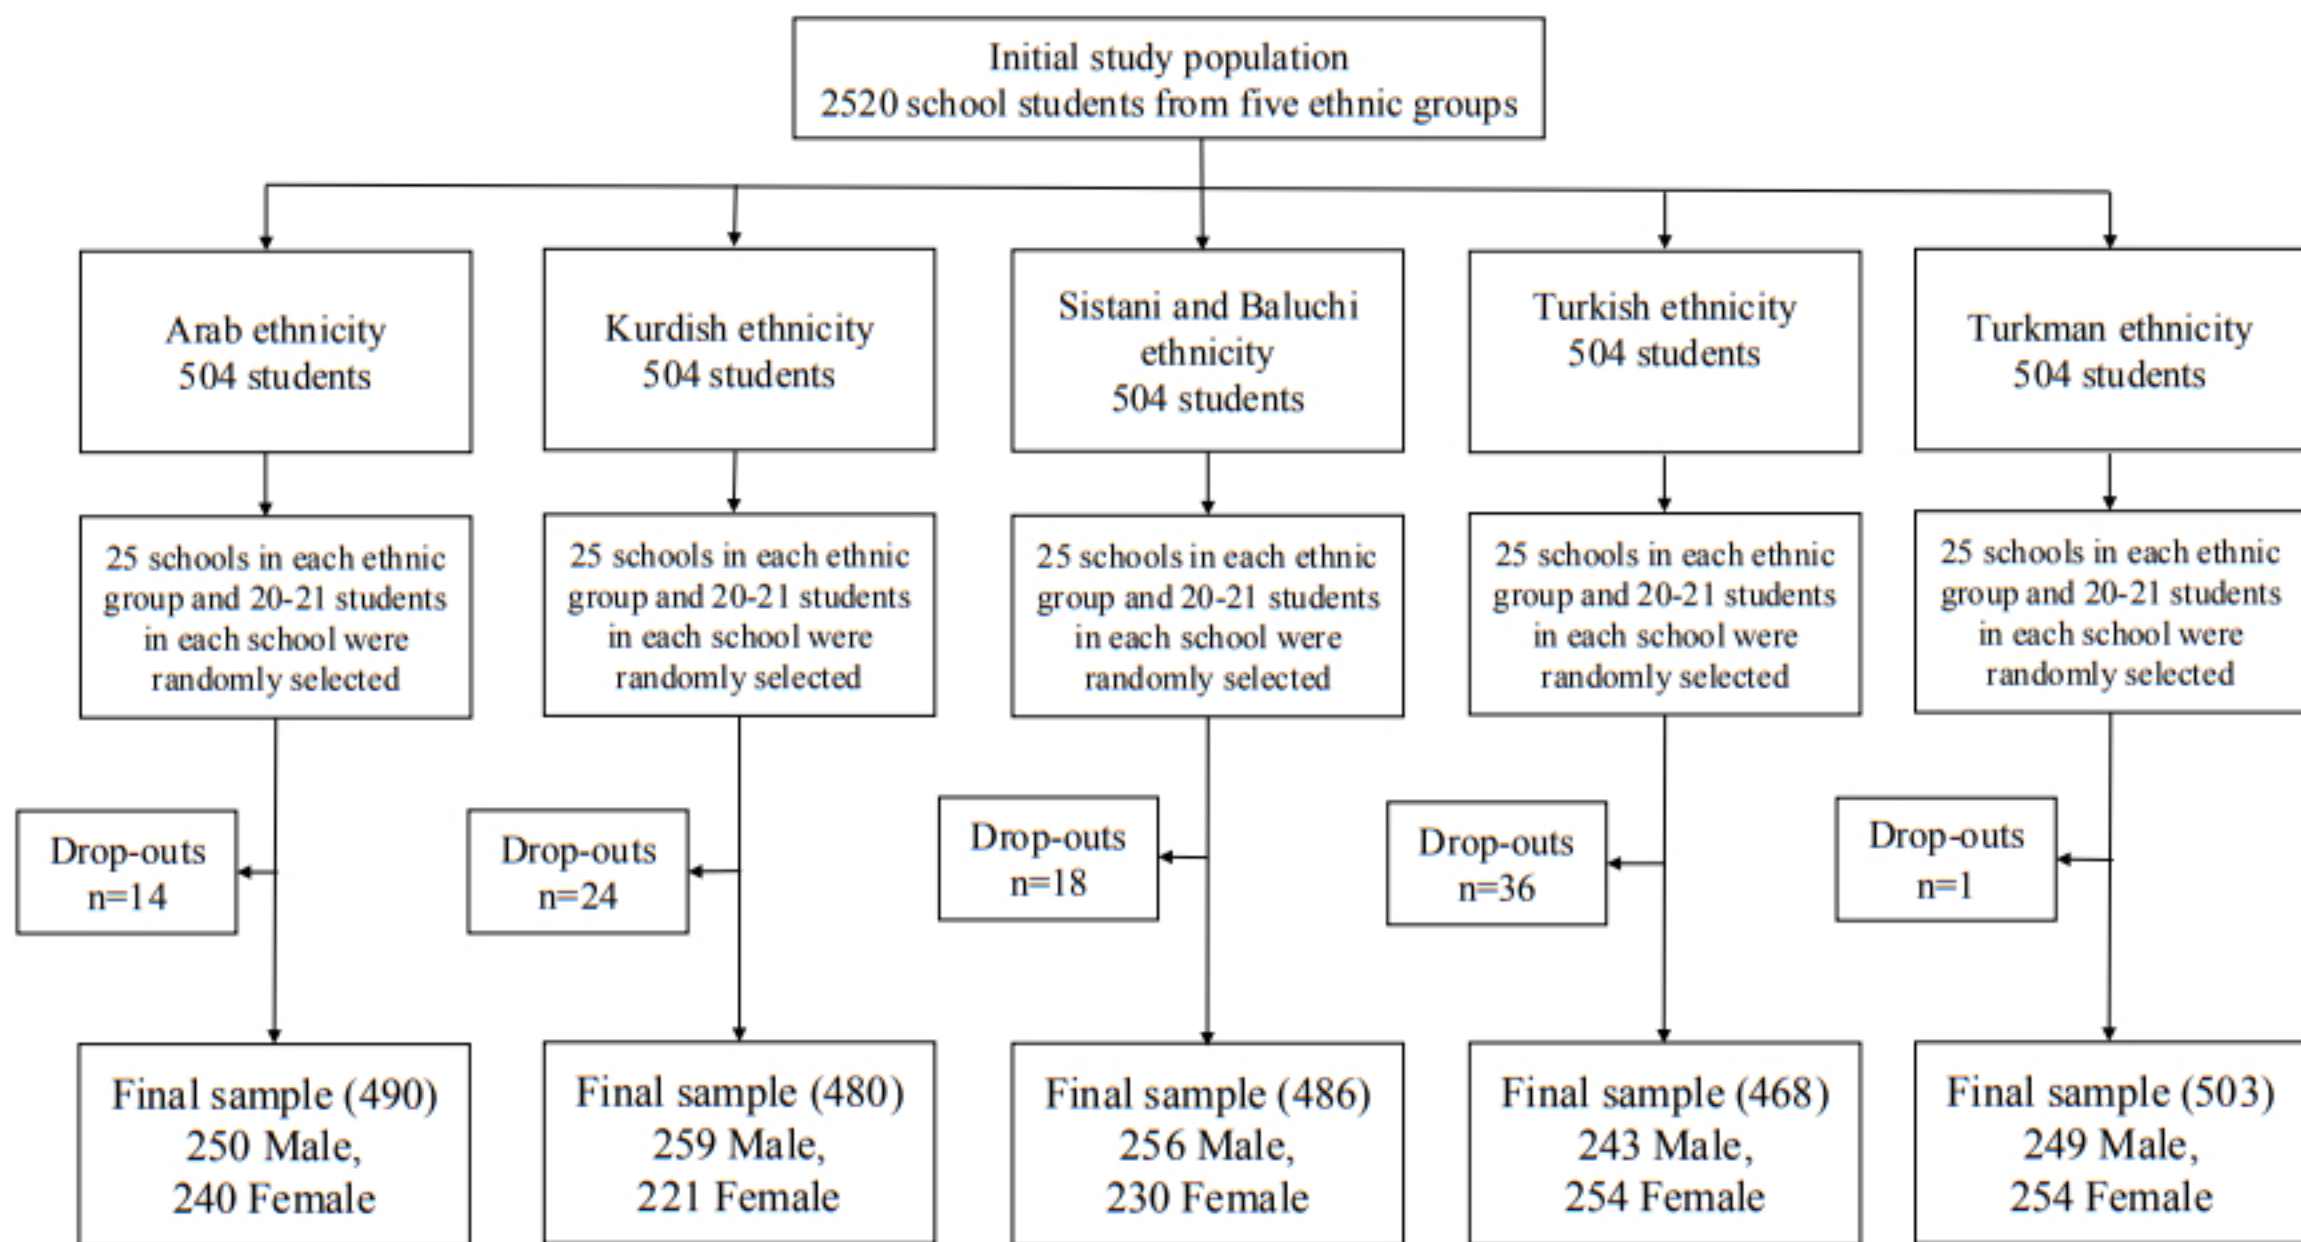 Initial study population
2520 school students from five ethnic groups
Arab ethnicity
504 students
Kurdish ethnicity
504 students
Sistani and Baluchi
ethnicity
504 students
Turkish ethnicity
504 students
Turkman ethnicity
504 students
25 schools in each ethnic
group and 20-21 students
in each school were
randomly selected
25 schools in each ethnic
group and 20-21 students
in each school were
randomly selected
25 schools in each ethnic
group and 20-21 students
in each school were
randomly selected
25 schools in each ethnic
group and 20-21 students
in each school were
randomly selected
25 schools in each ethnic
group and 20-21 students
in each school were
randomly selected
Drop-outs
n=14
Drop-outs
n=24
Drop-outs
n=18
Drop-outs
n=36
Drop-outs
n=1
Final sample (490)
250 Male,
240 Female
Final sample (480)
259 Male,
221 Female
Final sample (486)
256 Male,
230 Female
Final sample (468)
243 Male,
254 Female
Final sample (503)
249 Male,
254 Female